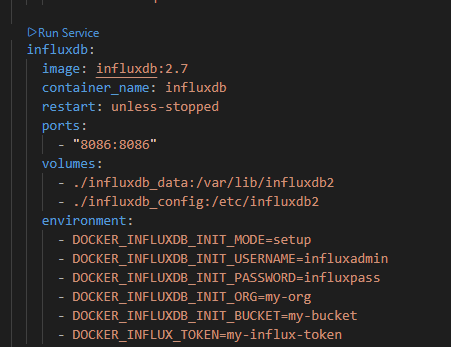 ▷Run Service
influxdb:
  image: influxdb:2.7
  container_name: influxdb
  restart: unless-stopped
  ports:
    - "8086:8086"
  volumes:
    - ./influxdb_data:/var/lib/influxdb2
    - ./influxdb_config:/etc/influxdb2
  environment:
    - DOCKER_INFLUXDB_INIT_MODE=setup
    - DOCKER_INFLUXDB_INIT_USERNAME=influxadmin
    - DOCKER_INFLUXDB_INIT_PASSWORD=influxpass
    - DOCKER_INFLUXDB_INIT_ORG=my-org
    - DOCKER_INFLUXDB_INIT_BUCKET=my-bucket
    - DOCKER_INFLUX_TOKEN=my-influx-token